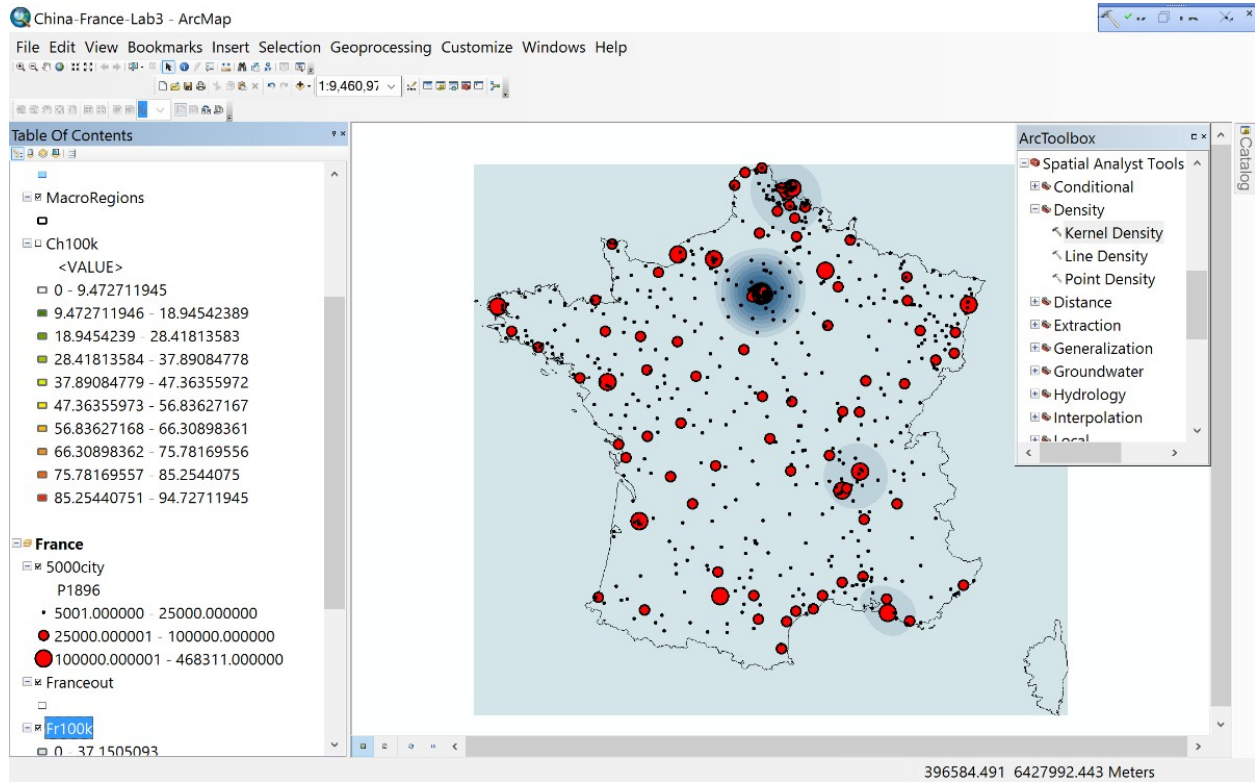 China-France-Lab3 - ArcMap
File Edit View Bookmarks Insert Selection Geoprocessing Customize Windows Help
1:9,460,97
Table Of Contents
MacroRegions
Ch100k
<VALUE>
0 - 9.472711945
9.472711946 - 18.94542389
18.9454239 - 28.41813583
28.41813584 - 37.89084778
37.89084779 - 47.36355972
47.36355973 - 56.83627167
56.83627168 - 66.30898361
66.30898362 - 75.78169556
75.78169557 - 85.2544075
85.25440751 - 94.72711945
France
5000city
P1896
5001.000000 - 25000.000000
25000.000001 - 100000.000000
100000.000001 - 468311.000000
Franceout
Fr100k
0 - 37.1505093
ArcToolbox
Spatial Analyst Tools
Conditional
Density
Kernel Density
Line Density
Point Density
Distance
Extraction
Generalization
Groundwater
Hydrology
Interpolation
Local
Catalog
396584.491 6427992.443 Meters